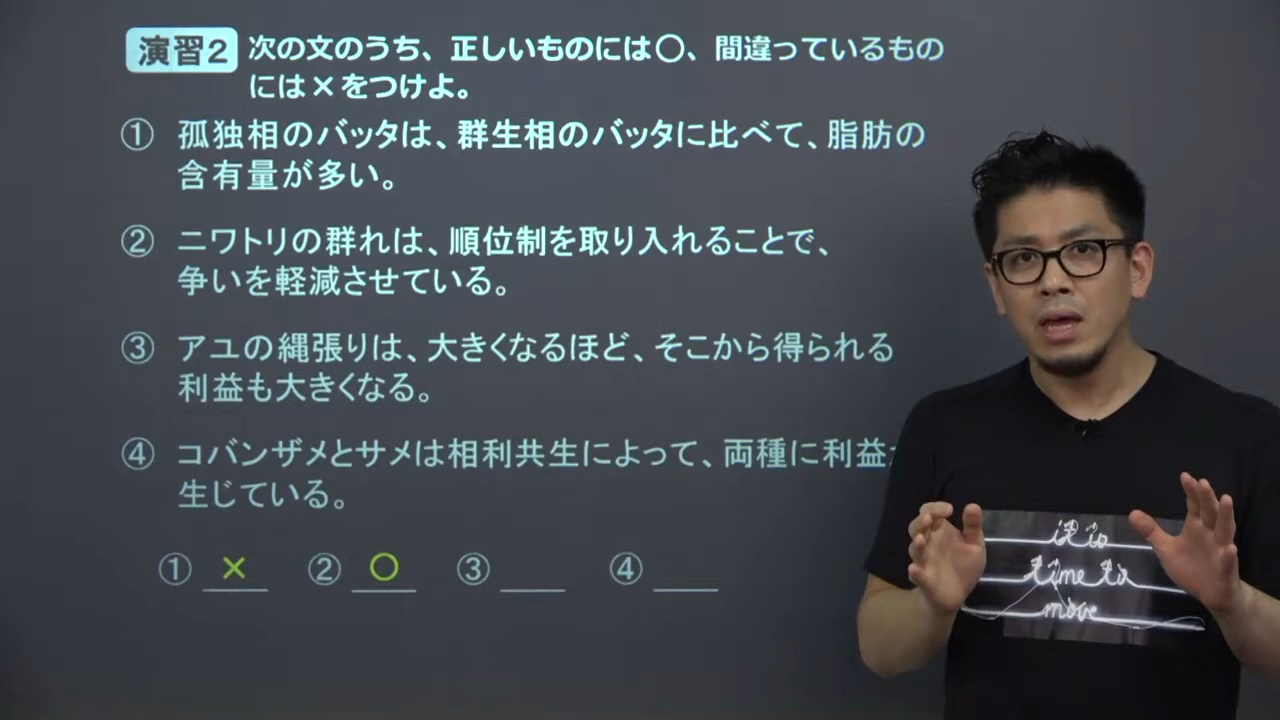 演習2 次の文のうち、正しいものには○、間違っているもの
には×をつけよ。
① 孤独相のバッタは、群生相のバッタに比べて、脂肪の
含有量が多い。
② ニワトリの群れは、順位制を取り入れることで、
争いを軽減させている。
③ アユの縄張りは、大きくなるほど、そこから得られる
利益も大きくなる。
④ コバンザメとサメは相利共生によって、両種に利益
生じている。
① × ② ○ ③ ④
it is
time to
move